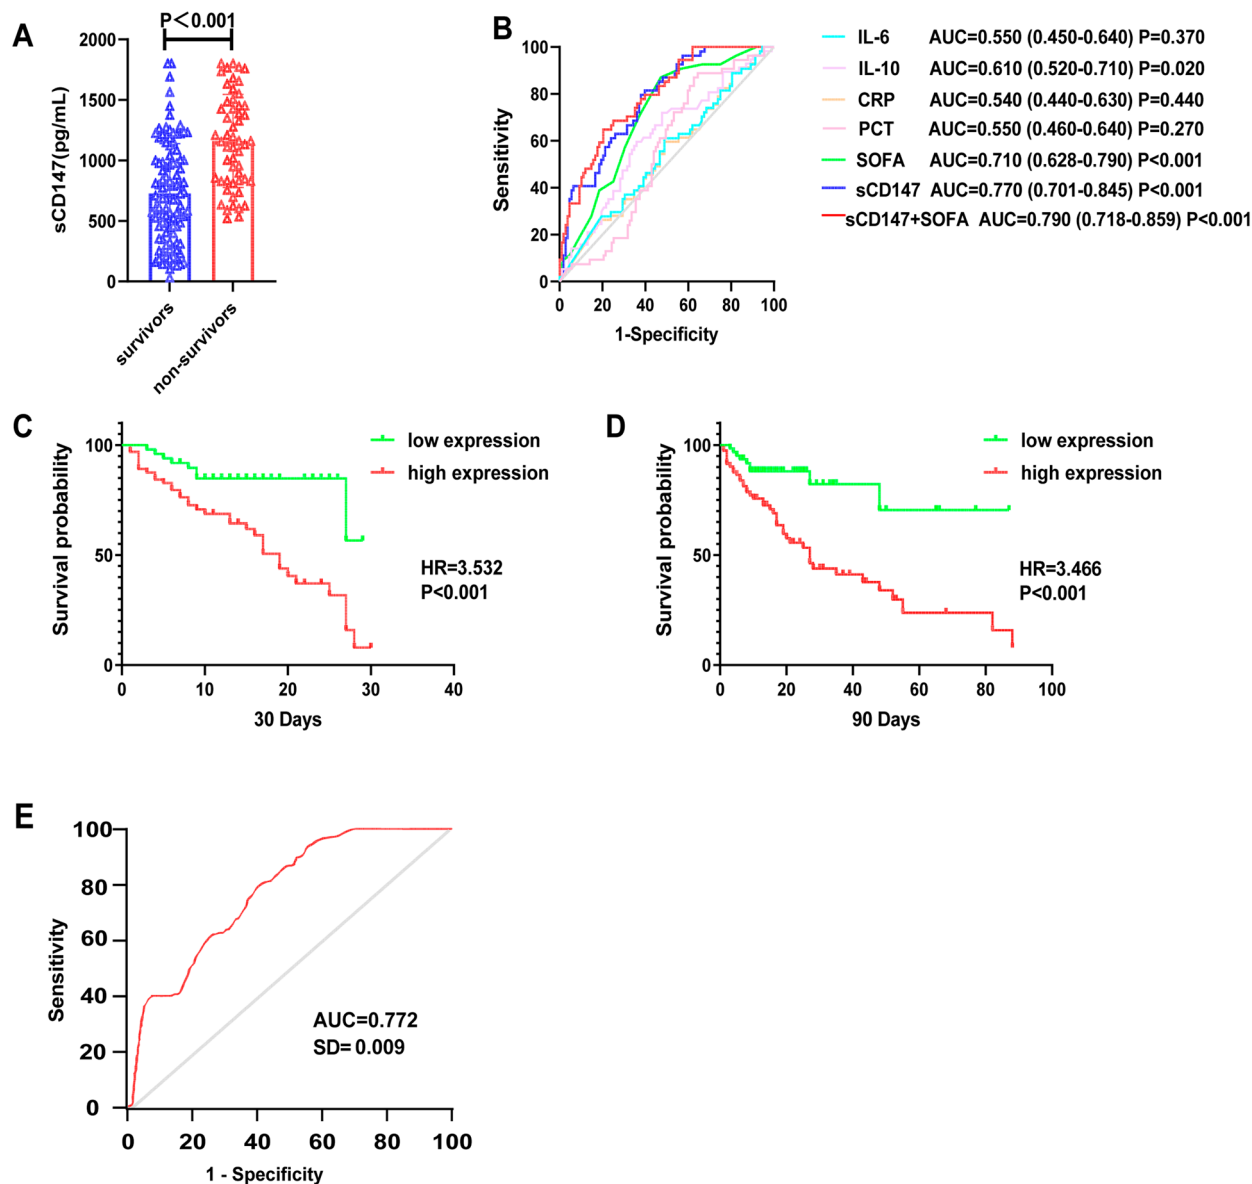 A
P<0.001
sCD147(pg/mL)
2000
1500
1000
500
0
survivors
non-survivors
B
Sensitivity
100
80
60
40
20
0
0 20 40 60 80 100
1-Specificity
IL-6 AUC=0.550 (0.450-0.640) P=0.370
IL-10 AUC=0.610 (0.520-0.710) P=0.020
CRP AUC=0.540 (0.440-0.630) P=0.440
PCT AUC=0.550 (0.460-0.640) P=0.270
SOFA AUC=0.710 (0.628-0.790) P<0.001
sCD147 AUC=0.770 (0.701-0.845) P<0.001
sCD147+SOFA AUC=0.790 (0.718-0.859) P<0.001
C
Survival probability
100
50
0
0 10 20 30 40
30 Days
low expression
high expression
HR=3.532
P<0.001
D
Survival probability
100
50
0
0 20 40 60 80 100
90 Days
low expression
high expression
HR=3.466
P<0.001
E
Sensitivity
100
80
60
40
20
0
0 20 40 60 80 100
1 - Specificity
AUC=0.772
SD= 0.009